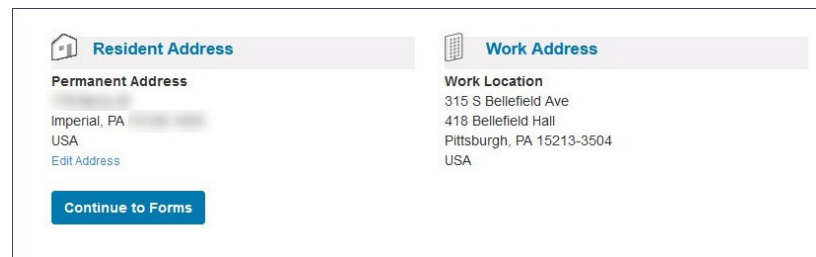 Resident Address
Permanent Address
Imperial, PA
USA
Edit Address
Continue to Forms
Work Address
Work Location
315 S Bellefield Ave
418 Bellefield Hall
Pittsburgh, PA 15213-3504
USA